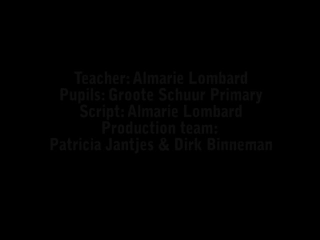 Teacher: Almarie Lombard
Pupils: Groote Schuur Primary
Script: Almarie Lombard
Production team:
Patricia Jantjes & Dirk Binneman